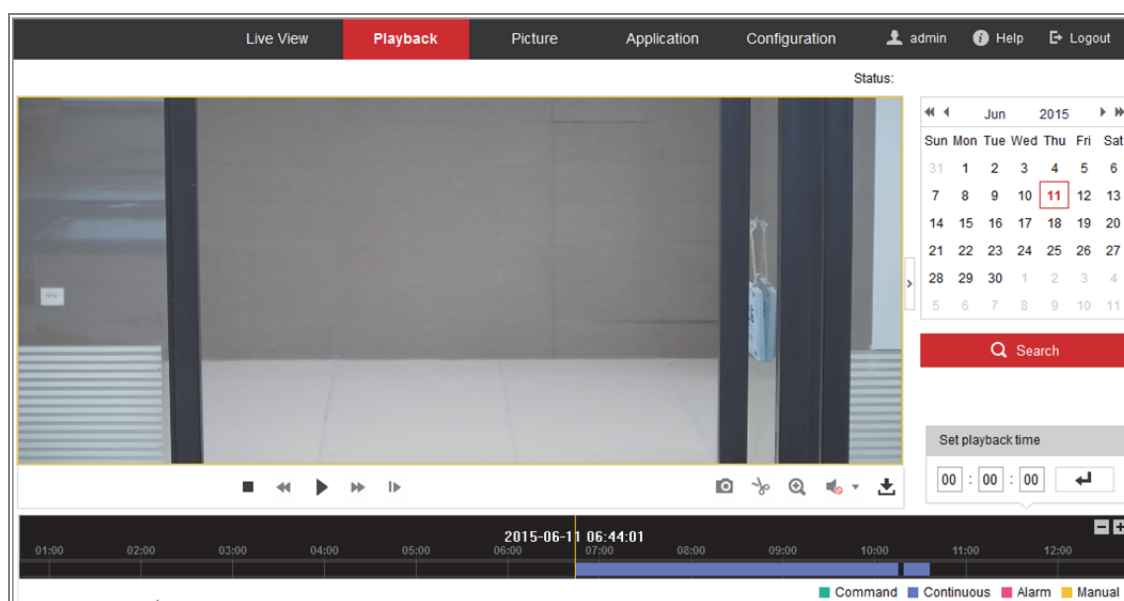 Live View Playback Picture Application Configuration admin Help Logout
Status:
Jun 2015
Sun Mon Tue Wed Thu Fri Sat
31 1 2 3 4 5 6
7 8 9 10 11 12 13
14 15 16 17 18 19 20
21 22 23 24 25 26 27
28 29 30 1 2 3 4
5 6 7 8 9 10 11
Search
Set playback time
00 : 00 : 00
2015-06-11 06:44:01
01:00 02:00 03:00 04:00 05:00 06:00 07:00 08:00 09:00 10:00 11:00 12:00
Command Continuous Alarm Manual